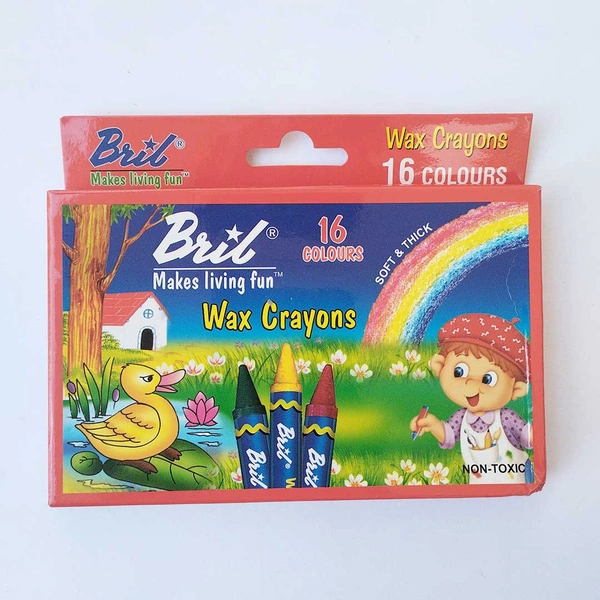 Bril®
Makes living fun™
Wax Crayons
16 COLOURS
Bril®
Makes living fun™
16
COLOURS
SOFT & THICK
Wax Crayons
Bril
Bril®
Bril
NON-TOXIC